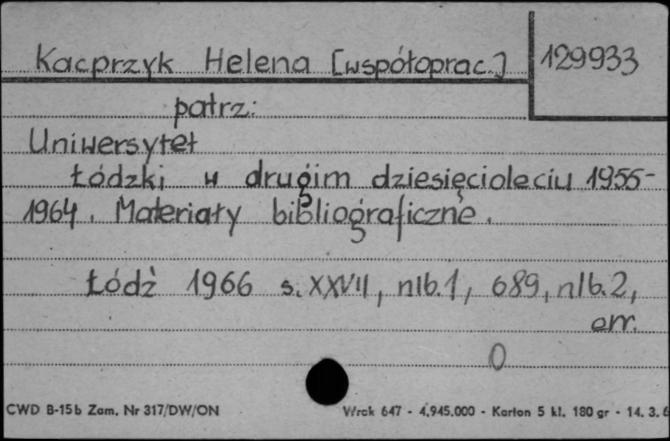 Kacprzyk Helena [współoprac.] 129933
patrz:
Uniwersytet
Łódzki w drugim dziesięcioleciu 1955-
1964. Materiały bibliograficzne.
Łódź 1966 s. XXVII, nlb. 1, 689, nlb. 2,
err.
0
CWD B-15b Zam. Nr 317/DW/ON Wrak 647 - 4.945.000 - Karton 5 kl. 180 gr - 14. 3. 6